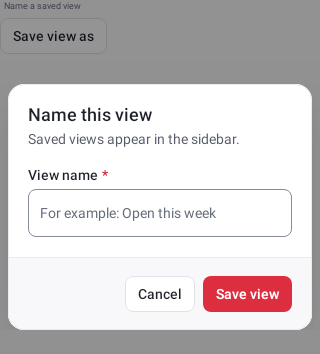 Name a saved view
Save view as
Name this view
Saved views appear in the sidebar.
View name *
For example: Open this week
Cancel
Save view